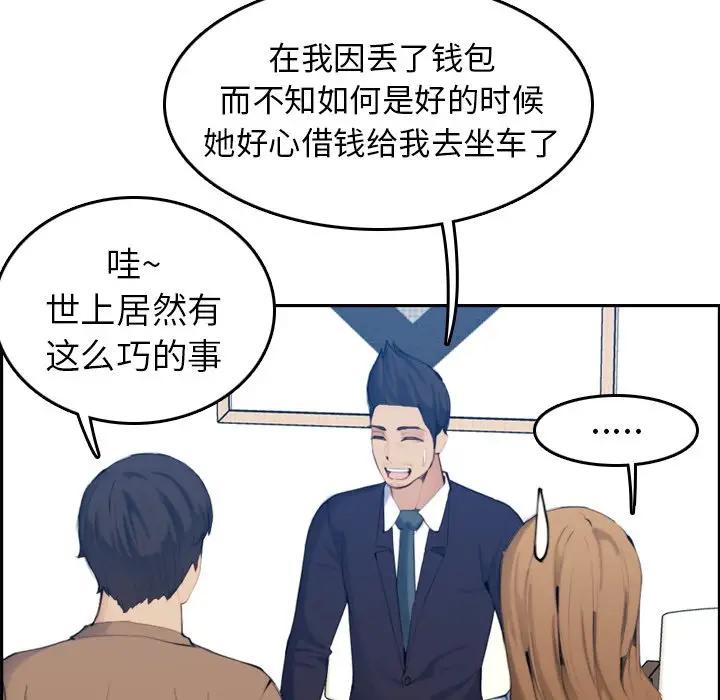 在我因丢了钱包
而不知如何是好的时候
她好心借钱给我去坐车了
哇~
世上居然有
这么巧的事
.....